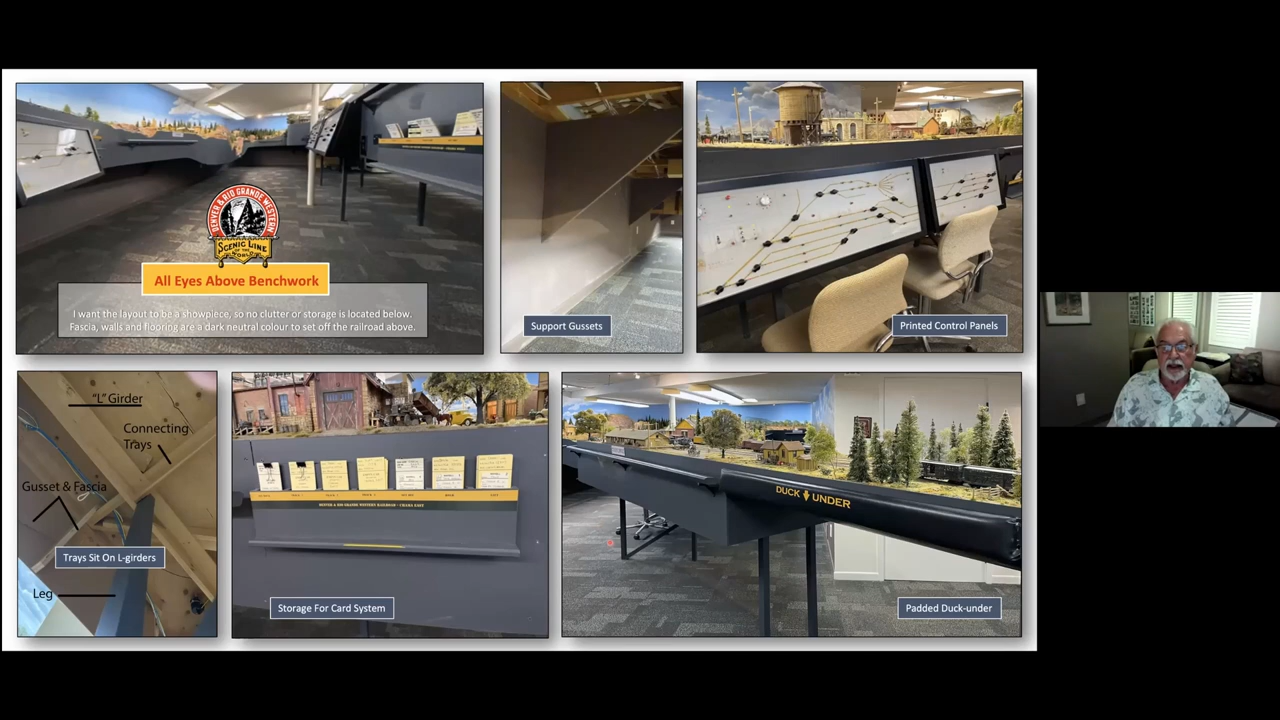 DENVER & RIO GRANDE WESTERN
SCENIC LINE
OF THE
WORLD
All Eyes Above Benchwork
I want the layout to be a showpiece, so no clutter or storage is located below.
Fascia, walls and flooring are a dark neutral colour to set off the railroad above.
Support Gussets
Printed Control Panels
"L" Girder
Connecting
Trays
Gusset & Fascia
Trays Sit On L-girders
Leg
DENVER & RIO GRANDE WESTERN RAILROAD - CHAMA EAST
Storage For Card System
DUCK UNDER
Padded Duck-under